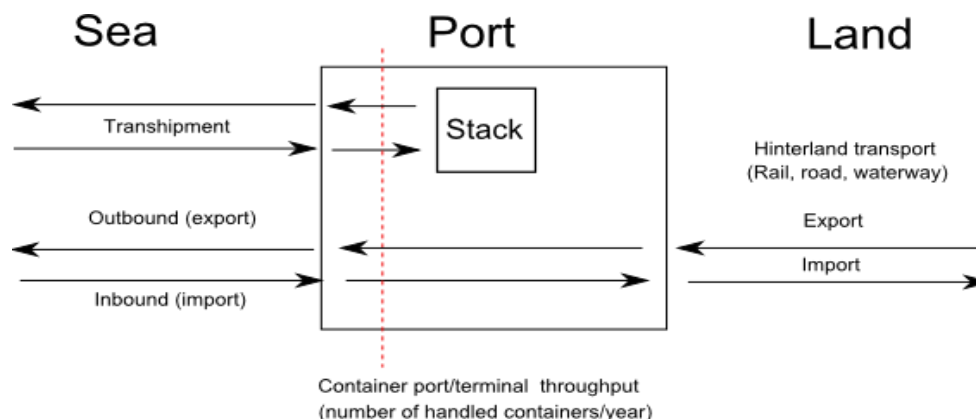 Sea
Port
Land
Transhipment
Stack
Hinterland transport
(Rail, road, waterway)
Outbound (export)
Export
Import
Inbound (import)
Container port/terminal throughput
(number of handled containers/year)